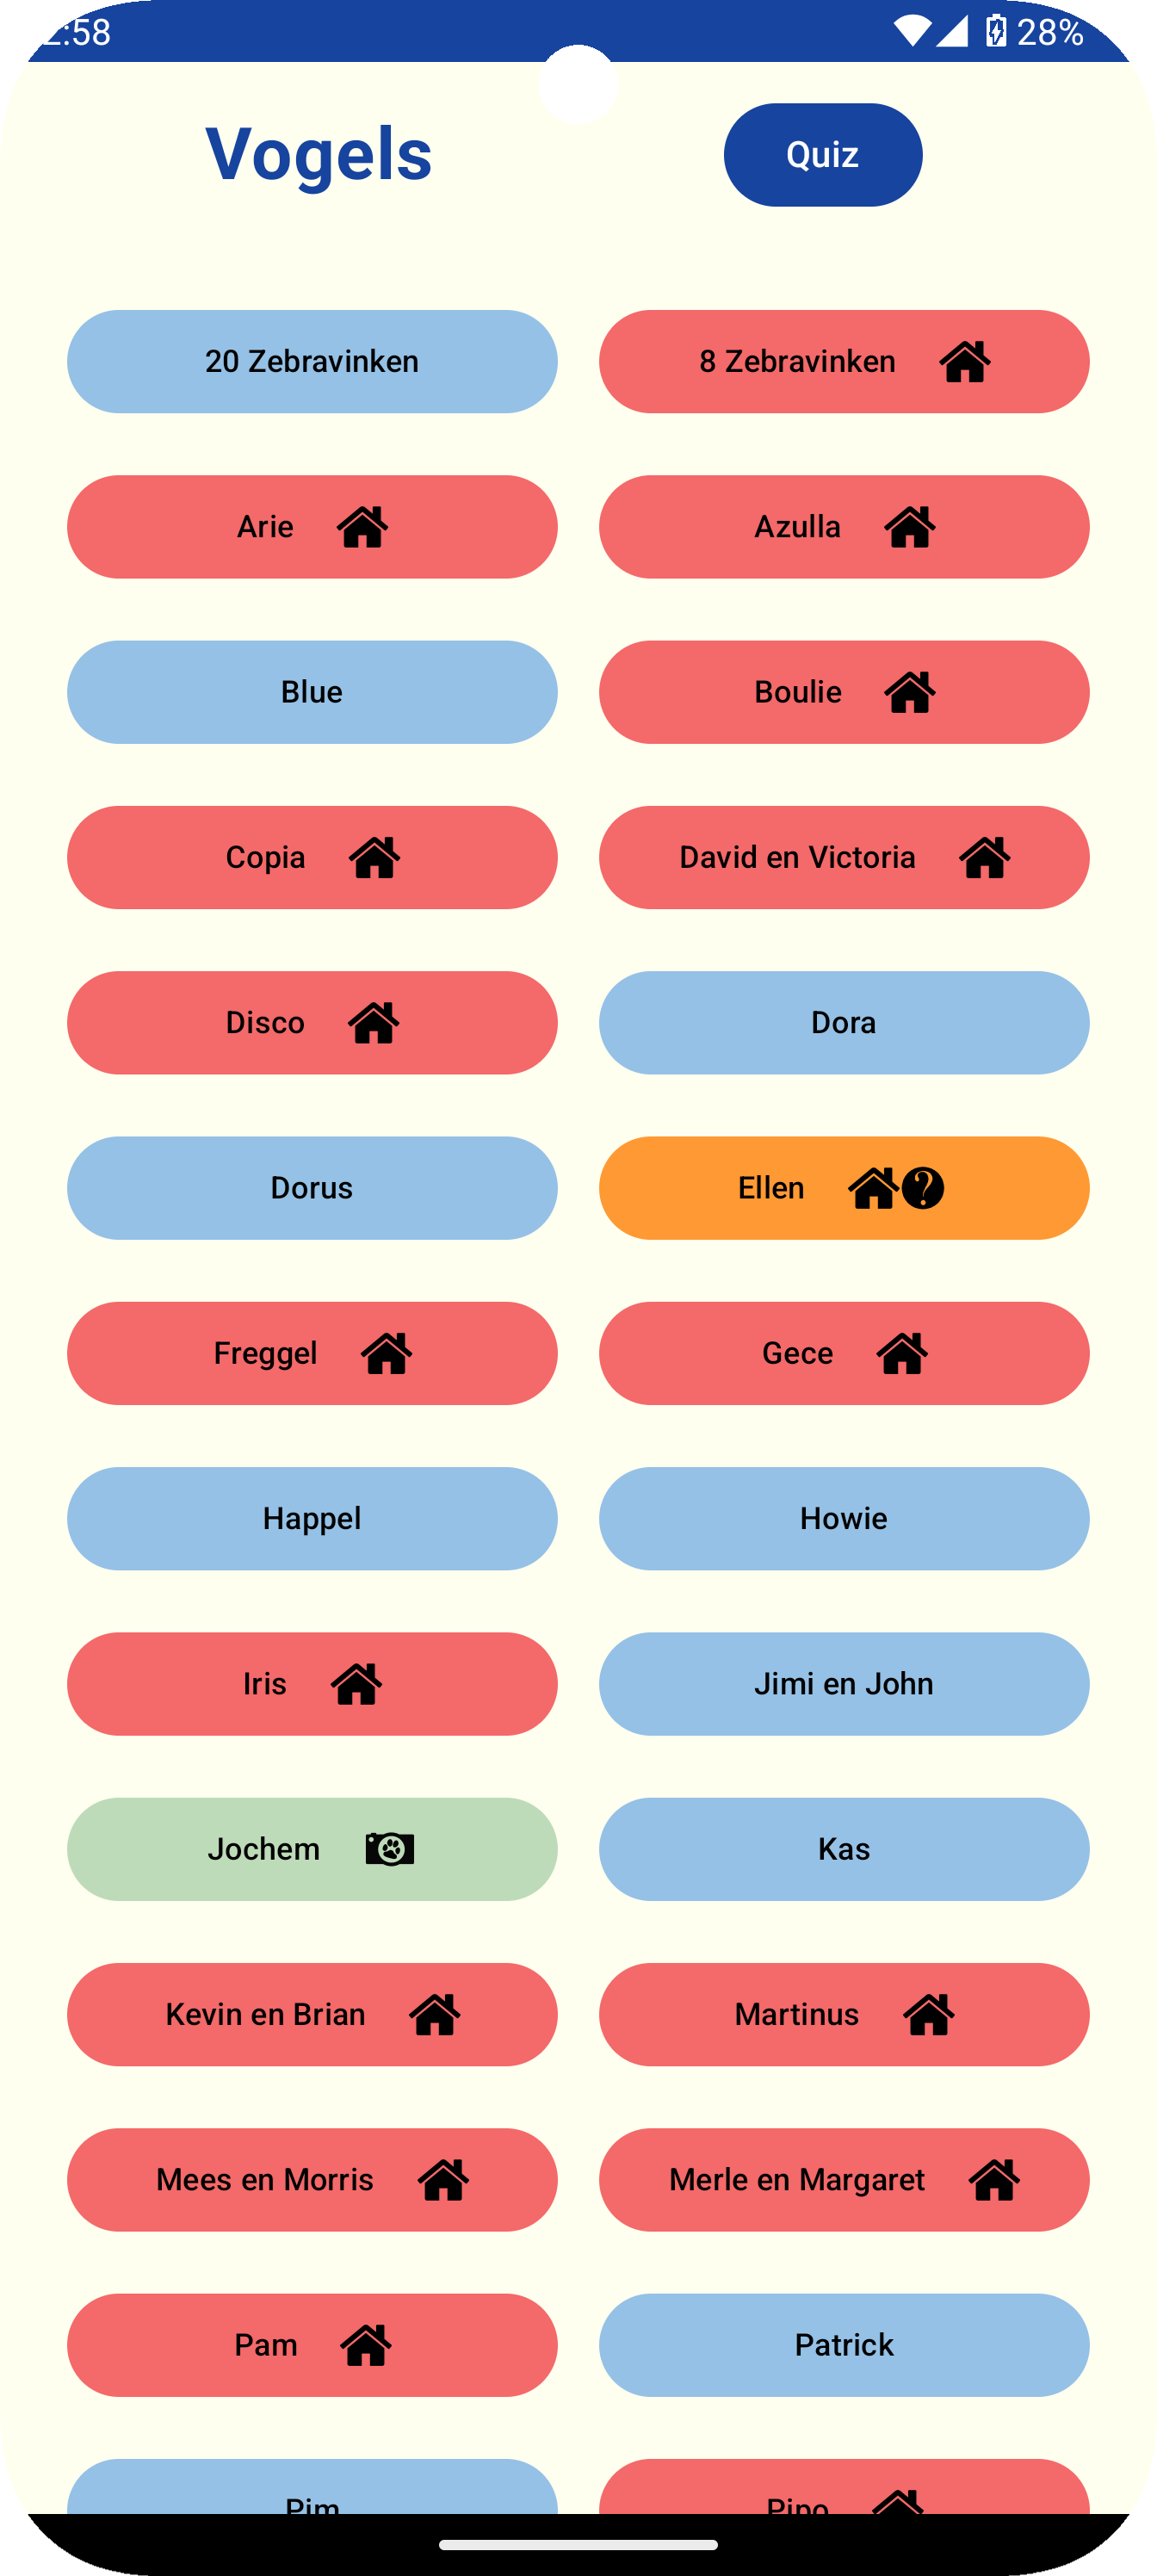 :58
28%
Vogels
Quiz
20 Zebravinken
8 Zebravinken
Arie
Azulla
Blue
Boulie
Copia
David en Victoria
Disco
Dora
Dorus
Ellen
?
Freggel
Gece
Happel
Howie
Iris
Jimi en John
Jochem
Kas
Kevin en Brian
Martinus
Mees en Morris
Merle en Margaret
Pam
Patrick
Pim
Pipo